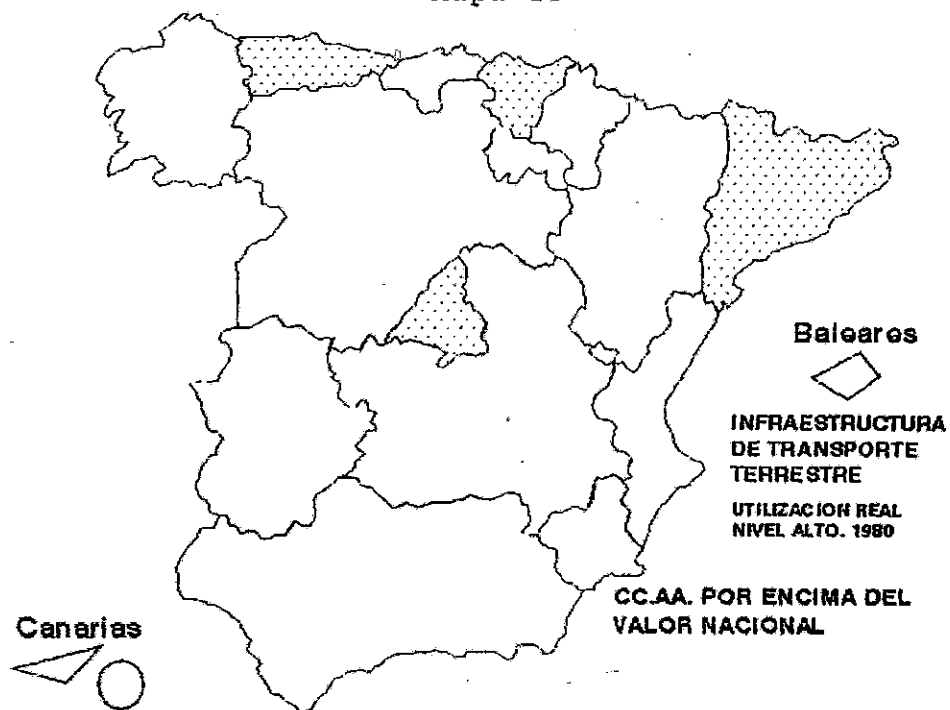 Baleares
INFRAESTRUCTURA
DE TRANSPORTE
TERRESTRE
UTILIZACION REAL
NIVEL ALTO. 1980
CC.AA. POR ENCIMA DEL
VALOR NACIONAL
Canarias